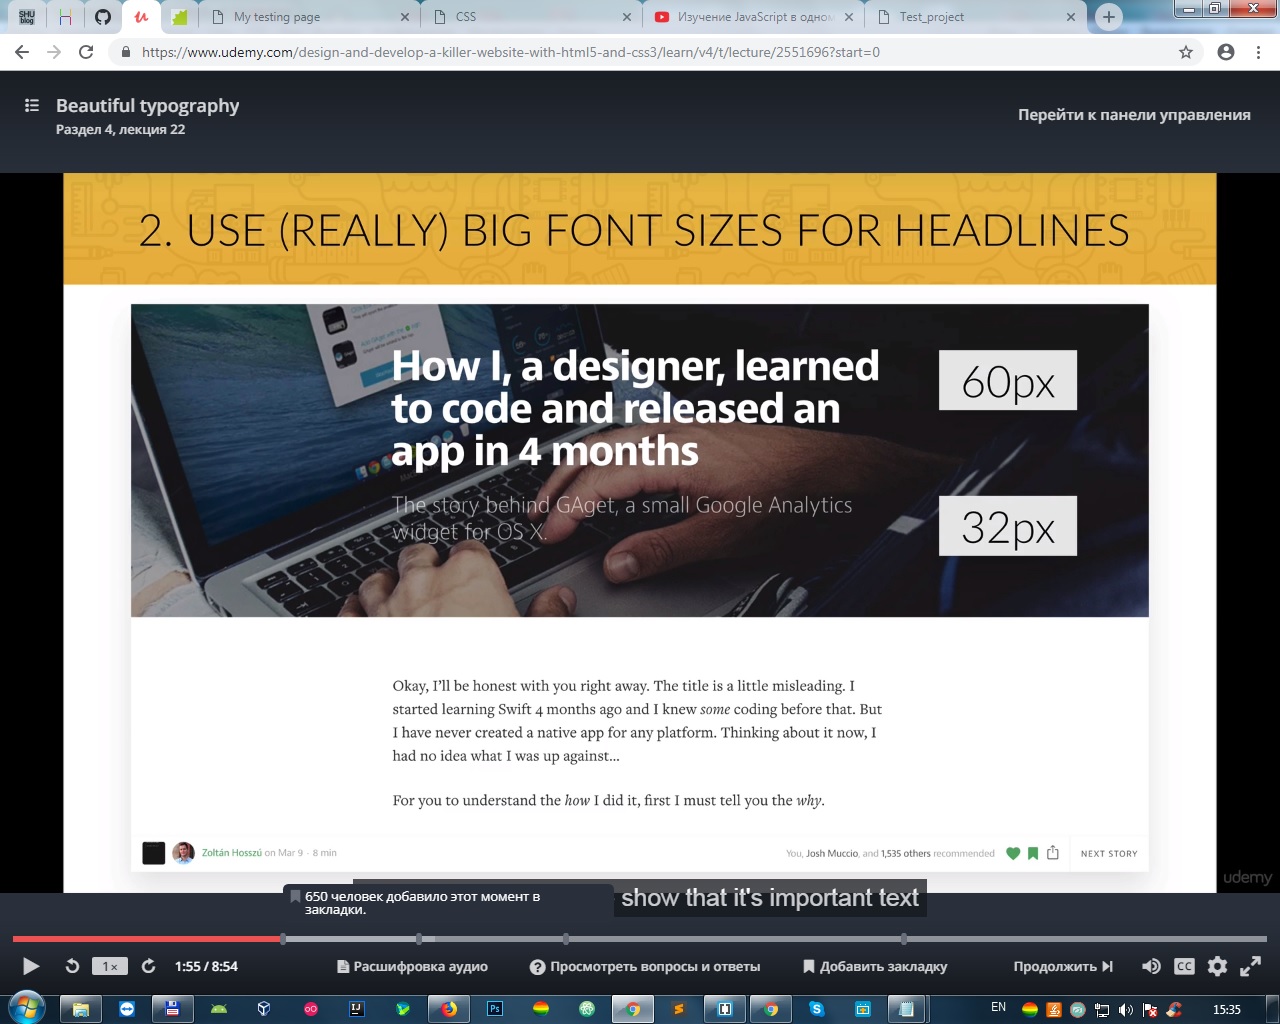 SHU
blog
My testing page
CSS
Изучение JavaScript в одном
Test_project
https://www.udemy.com/design-and-develop-a-killer-website-with-html5-and-css3/learn/v4/t/lecture/2551696?start=0
Beautiful typography
Раздел 4, лекция 22
Перейти к панели управления
2. USE (REALLY) BIG FONT SIZES FOR HEADLINES
How I, a designer, learned
to code and released an
app in 4 months
60px
The story behind GAget, a small Google Analytics
widget for OS X.
32px
Okay, I'll be honest with you right away. The title is a little misleading. I
started learning Swift 4 months ago and I knew some coding before that. But
I have never created a native app for any platform. Thinking about it now, I
had no idea what I was up against...
For you to understand the how I did it, first I must tell you the why.
Zoltán Hosszú on Mar 9 · 8 min
You, Josh Muccio, and 1,535 others recommended
NEXT STORY
udemy
650 человек добавило этот момент в
закладки.
show that it's important text
1×
1:55 / 8:54
Расшифровка аудио
Просмотреть вопросы и ответы
Добавить закладку
Продолжить
CC
Ps
EN
15:35